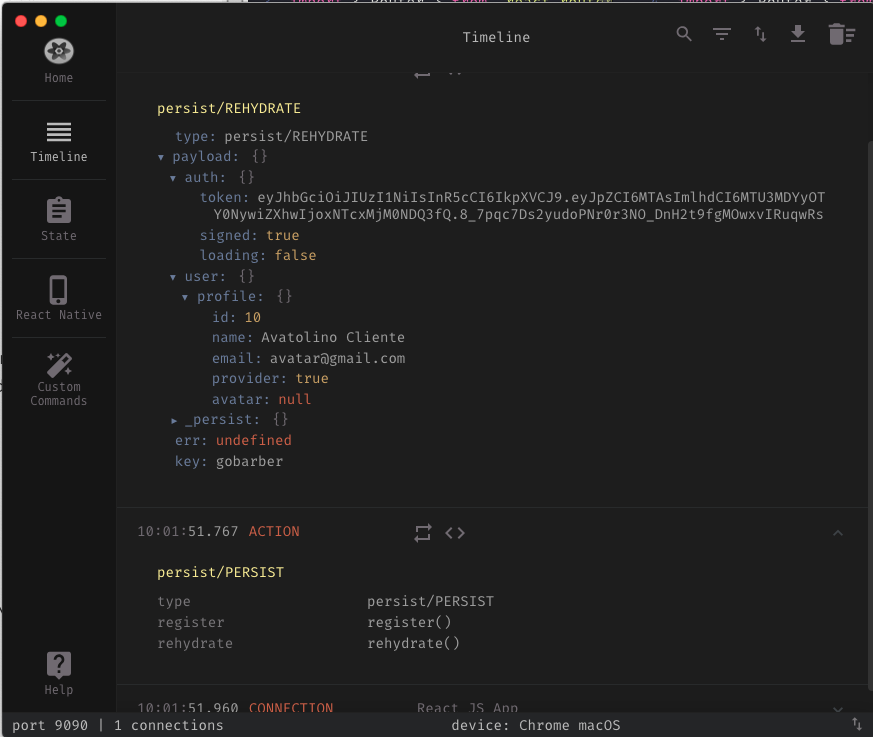 Timeline
Home
Timeline
State
React Native
Custom
Commands
Help
persist/REHYDRATE
type: persist/REHYDRATE
▾ payload: {}
▾ auth: {}
token: eyJhbGciOiJIUzI1NiIsInR5cCI6IkpXVCJ9.eyJpZCI6MTAsImlhdCI6MTU3MDYyOT
Y0NywiZXhwIjoxNTcxMjM0NDQ3fQ.8_7pqc7Ds2yudoPNr0r3NO_DnH2t9fgMOwxvIRuqwRs
signed: true
loading: false
▾ user: {}
▾ profile: {}
id: 10
name: Avatolino Cliente
email: avatar@gmail.com
provider: true
avatar: null
▸ _persist: {}
err: undefined
key: gobarber
10:01:51.767 ACTION
persist/PERSIST
type persist/PERSIST
register register()
rehydrate rehydrate()
10:01:51.960 CONNECTION React JS App
port 9090 | 1 connections device: Chrome macOS